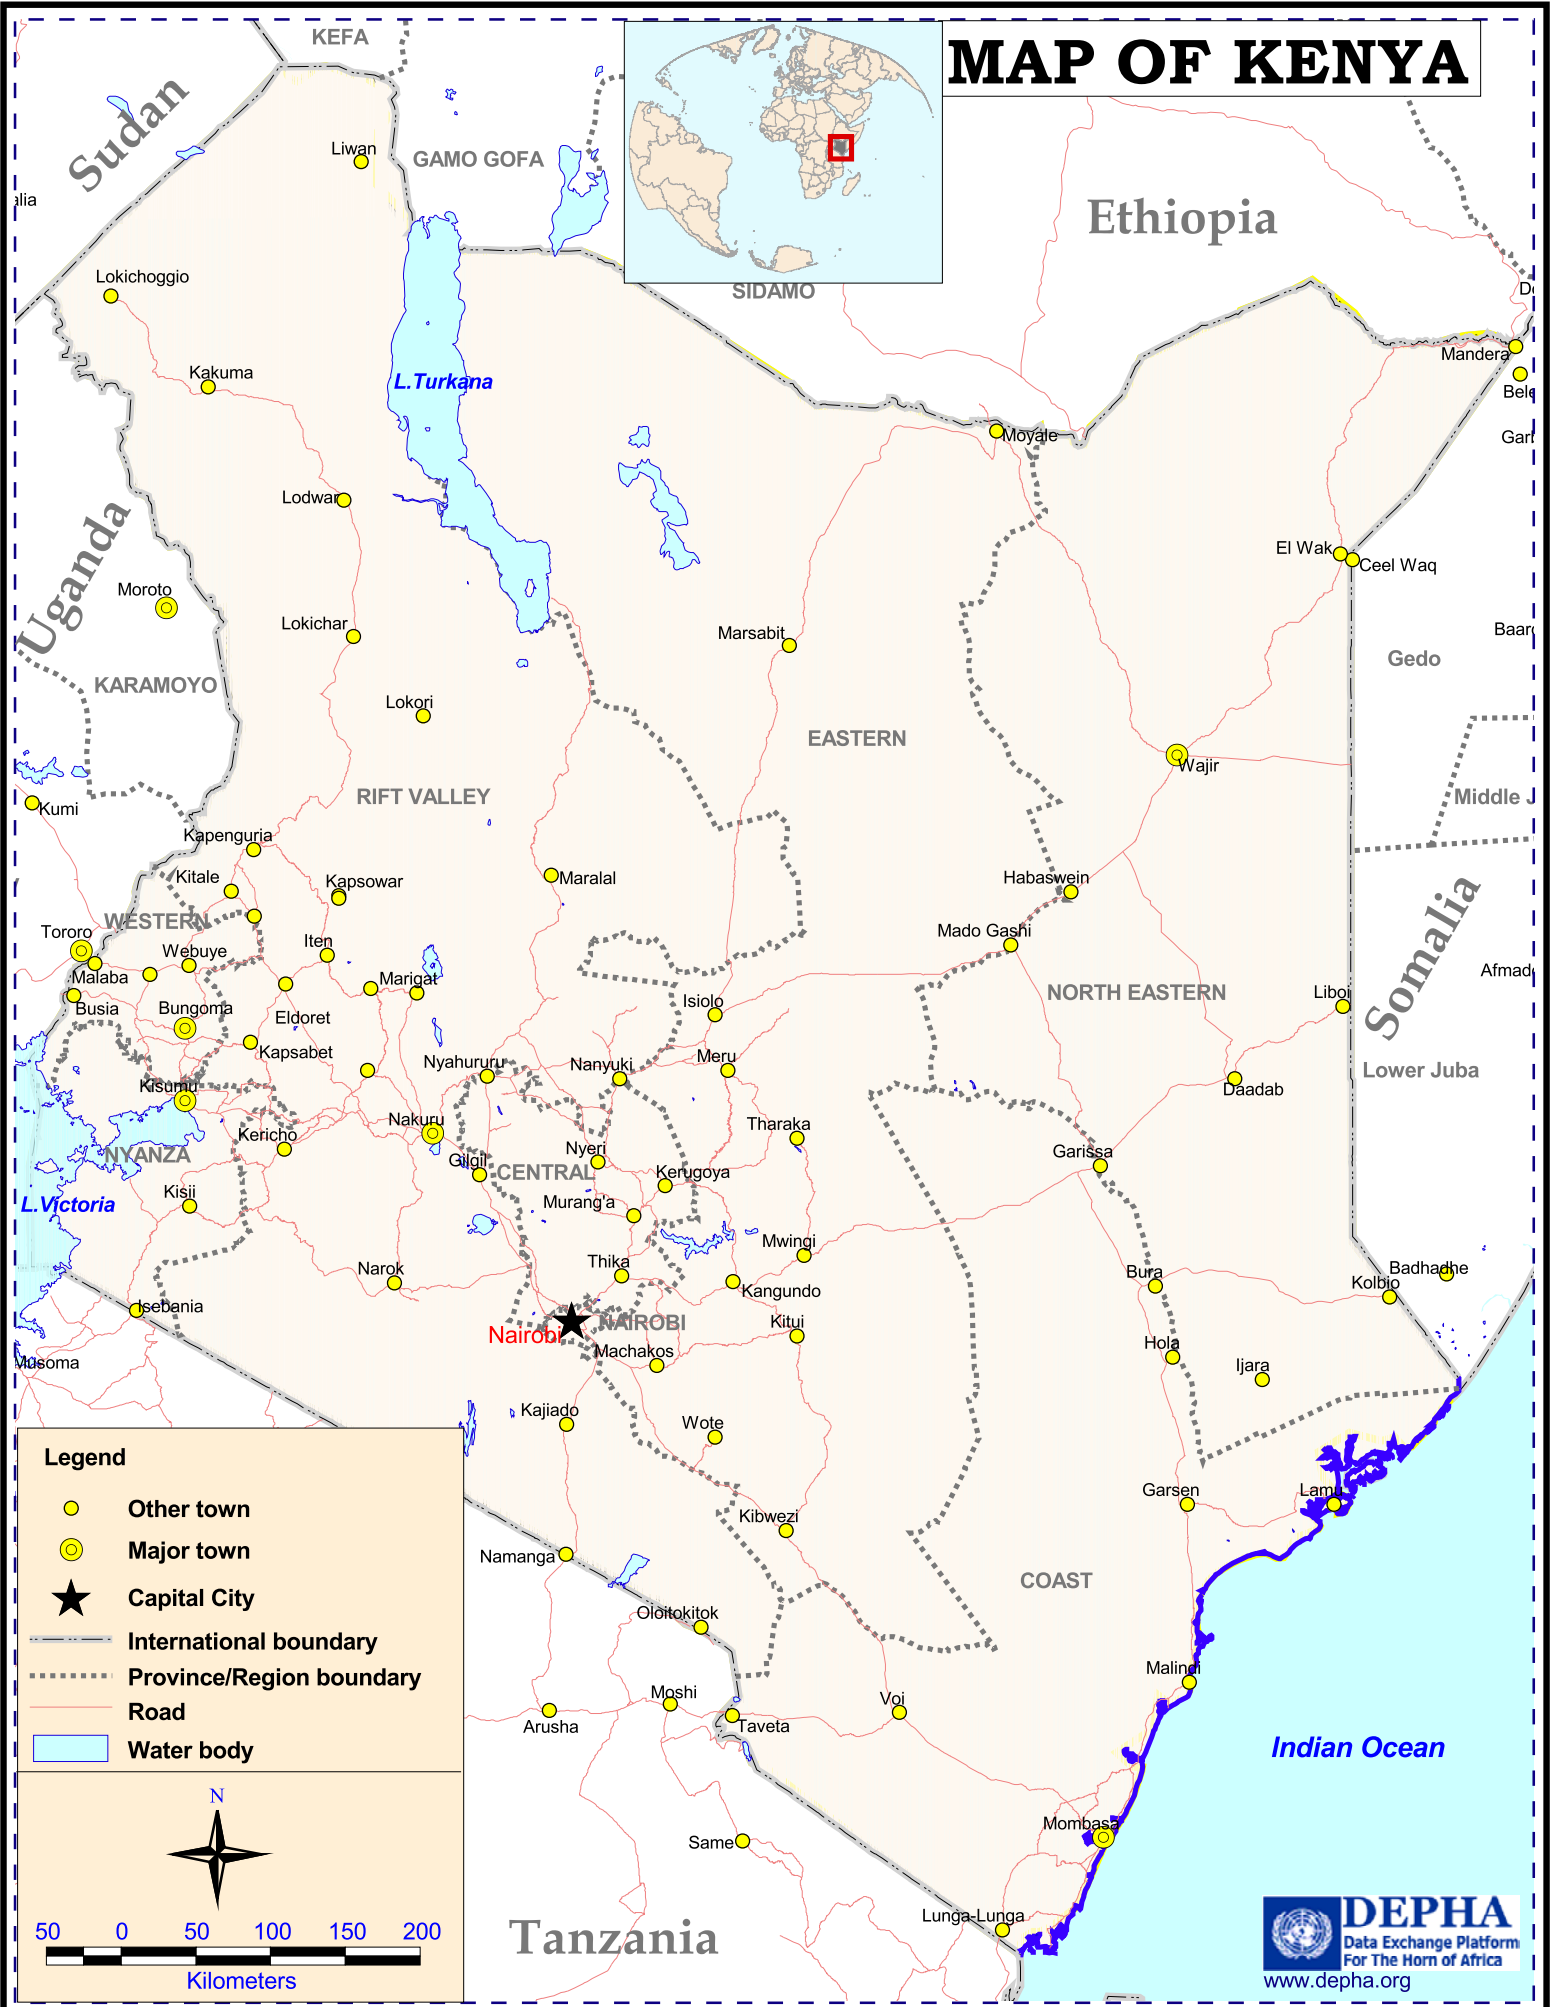 MAP OF KENYA
KEFA
Sudan
Liwan
GAMO GOFA
Ethiopia
alia
Lokichoggio
SIDAMO
Mandera
Kakuma
L.Turkana
Moyale
Lodwar
El Wak
Ceel Waq
Uganda
Moroto
Lokichar
Marsabit
Gedo
KARAMOYO
Lokori
EASTERN
Wajir
RIFT VALLEY
Kumi
Middle J
Kapenguria
Kitale
Kapsowar
Maralal
Habaswein
Somalia
WESTERN
Tororo
Mado Gashi
Webuye
Iten
Malaba
Marigat
Afmad
NORTH EASTERN
Liboi
Isiolo
Busia
Bungoma
Eldoret
Kapsabet
Nyahururu
Nanyuki
Meru
Lower Juba
Kisumu
Daadab
Nakuru
Tharaka
Kericho
NYANZA
Gilgil
Nyeri
Garissa
CENTRAL
Kerugoya
Kisii
L.Victoria
Murang'a
Mwingi
Thika
Narok
Kangundo
Bura
Badhadhe
Kolbio
Isebania
NAIROBI
Nairobi
Kitui
Machakos
Hola
Ijara
Musoma
Kajiado
Wote
Garsen
Lamu
Kibwezi
Namanga
COAST
Oloitokitok
Malindi
Moshi
Voi
Arusha
Taveta
Indian Ocean
Mombasa
Same
Lunga-Lunga
Tanzania
Legend
Other town
Major town
Capital City
International boundary
Province/Region boundary
Road
Water body
N
50 0 50 100 150 200
Kilometers
DEPHA
Data Exchange Platform
For The Horn of Africa
www.depha.org